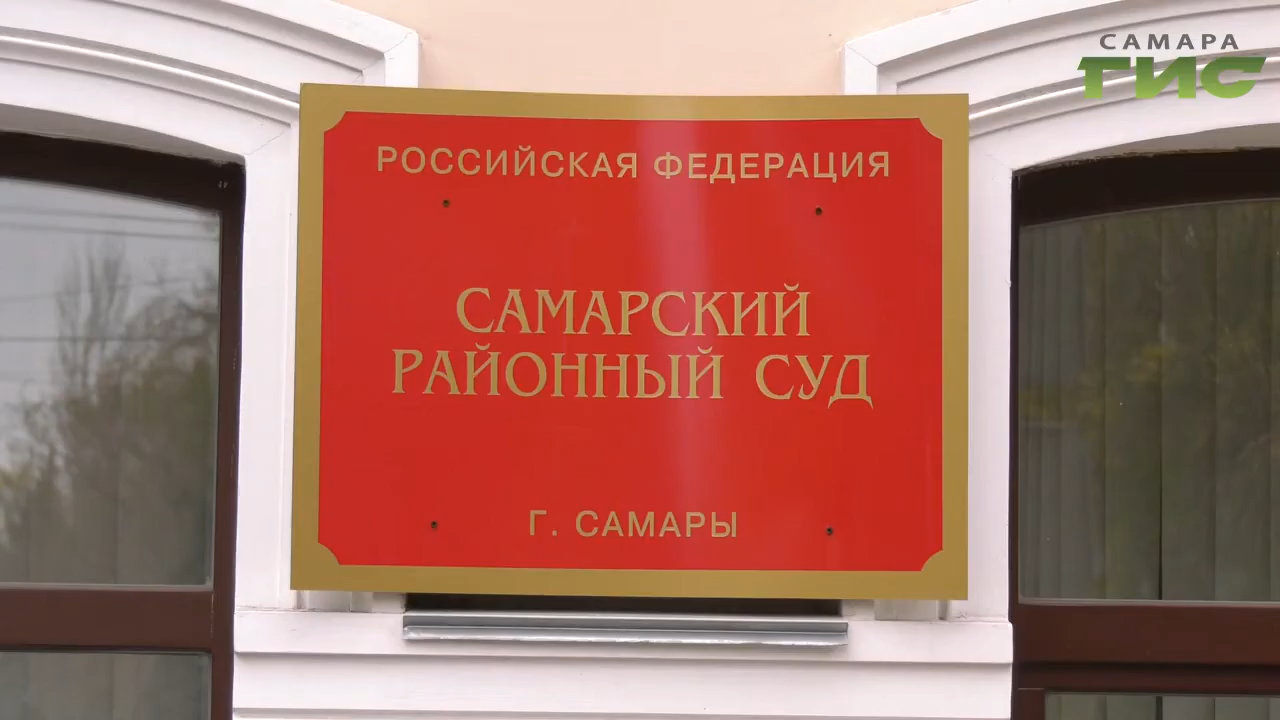 САМАРА
ГИС
РОССИЙСКАЯ ФЕДЕРАЦИЯ
САМАРСКИЙ
РАЙОННЫЙ СУД
Г. САМАРЫ